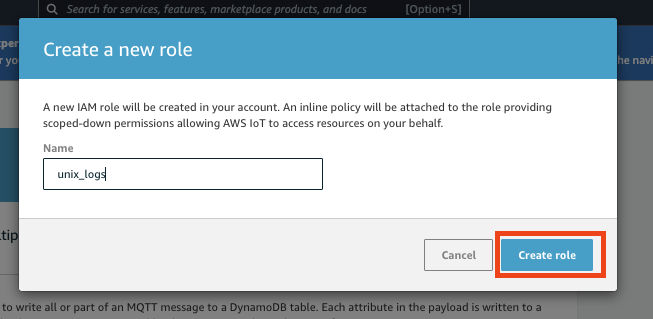 Search for services, features, marketplace products, and docs [Option+S]
Create a new role
A new IAM role will be created in your account. An inline policy will be attached to the role providing
scoped-down permissions allowing AWS IoT to access resources on your behalf.
Name
unix_logs
Cancel Create role
to write all or part of an MQTT message to a DynamoDB table. Each attribute in the payload is written to a